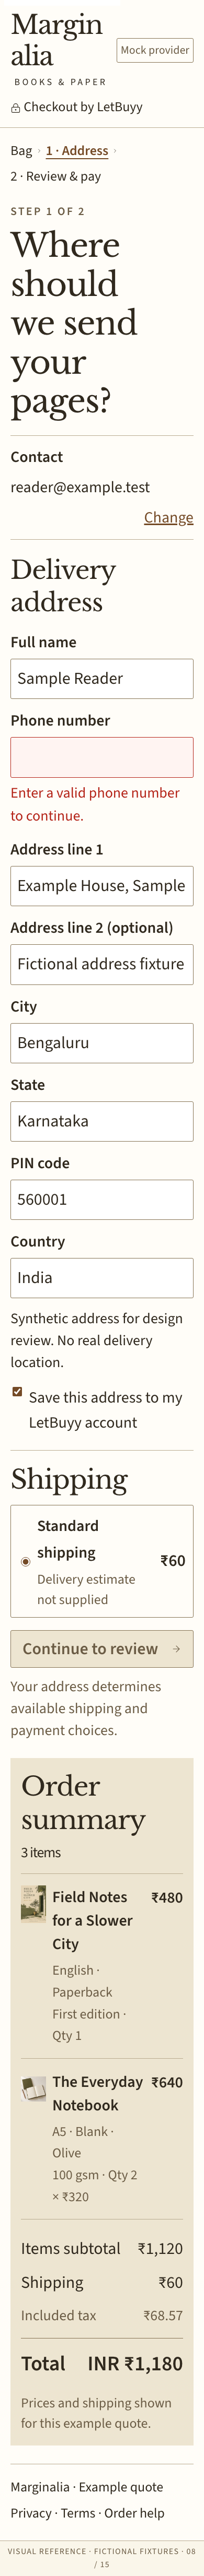 Margin
alia
BOOKS & PAPER
Mock provider
Checkout by LetBuyy
Bag › 1 · Address ›
2 · Review & pay
STEP 1 OF 2
Where
should
we send
your
pages?
Contact
reader@example.test
Change
Delivery
address
Full name
Sample Reader
Phone number
Enter a valid phone number
to continue.
Address line 1
Example House, Sample
Address line 2 (optional)
Fictional address fixture
City
Bengaluru
State
Karnataka
PIN code
560001
Country
India
Synthetic address for design
review. No real delivery
location.
Save this address to my
LetBuyy account
Shipping
Standard
shipping
₹60
Delivery estimate
not supplied
Continue to review →
Your address determines
available shipping and
payment choices.
Order
summary
3 items
Field Notes
for a Slower
City
₹480
English ·
Paperback
First edition ·
Qty 1
The Everyday
Notebook
₹640
A5 · Blank ·
Olive
100 gsm · Qty 2
× ₹320
Items subtotal ₹1,120
Shipping ₹60
Included tax ₹68.57
Total INR ₹1,180
Prices and shipping shown
for this example quote.
Marginalia · Example quote
Privacy · Terms · Order help
VISUAL REFERENCE · FICTIONAL FIXTURES · 08
/ 15